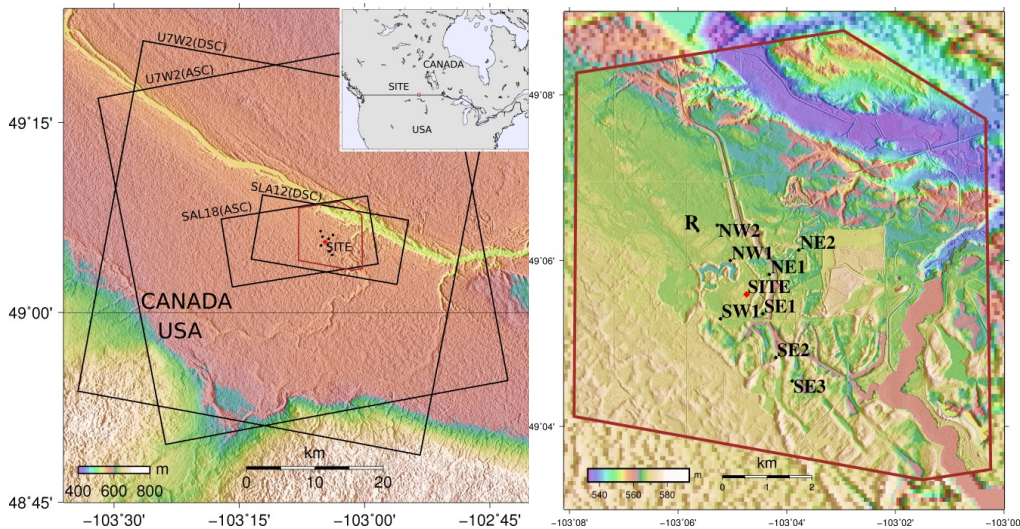 U7W2(DSC)
U7W2(ASC)
CANADA
SITE
USA
49°15'
SLA12(DSC)
SAL18(ASC)
SITE
CANADA
49°00'
USA
km
m
400 600 800
0 10 20
48°45'
−103°30' −103°15' −103°00' −102°45'
49°08'
R
NW2
NE2
NW1
49°06'
NE1
SITE
SE1
SW1
SE2
SE3
49°04'
km
m
540 560 580
0 1 2
−103°08' −103°06' −103°04' −103°02' −103°00'